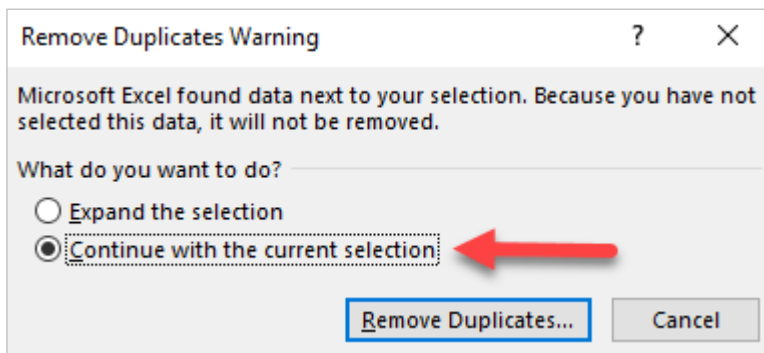 Remove Duplicates Warning ?
Microsoft Excel found data next to your selection. Because you have not
selected this data, it will not be removed.
What do you want to do?
Expand the selection
Continue with the current selection
Remove Duplicates... Cancel